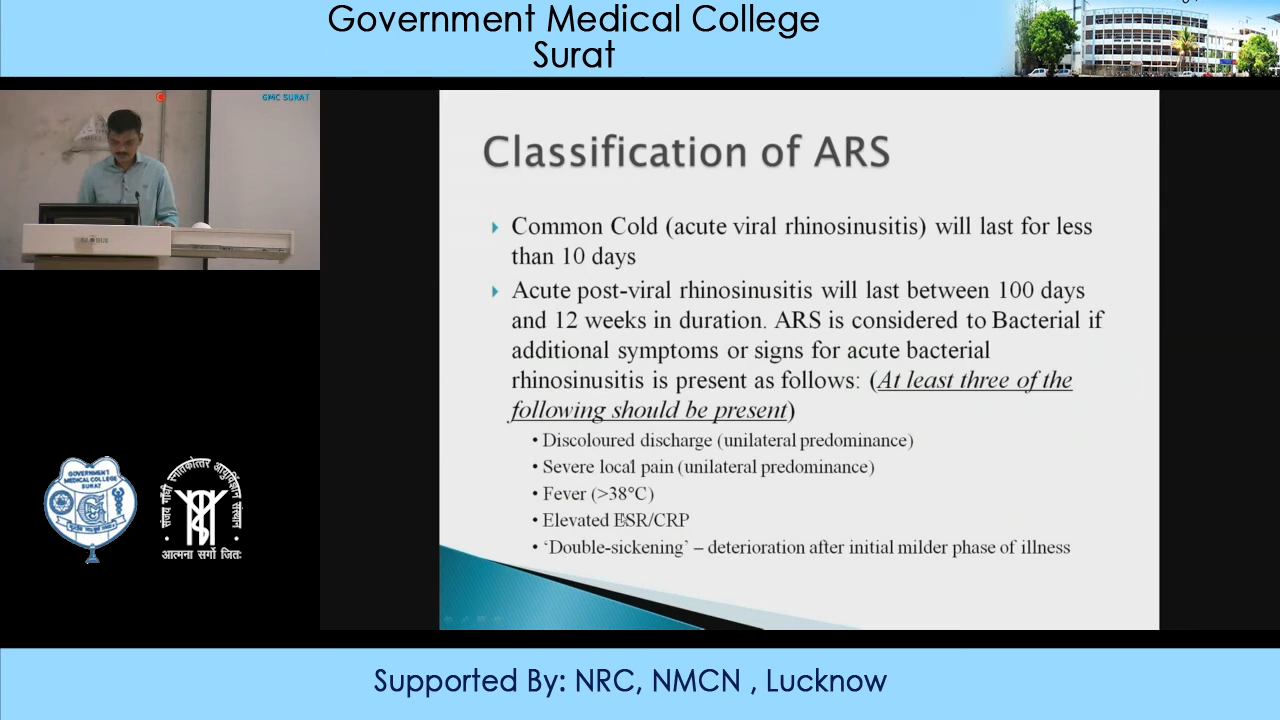 Government Medical College
Surat
GMC SURAT
Classification of ARS
Common Cold (acute viral rhinosinusitis) will last for less
than 10 days
Acute post-viral rhinosinusitis will last between 100 days
and 12 weeks in duration. ARS is considered to Bacterial if
additional symptoms or signs for acute bacterial
rhinosinusitis is present as follows: (At least three of the
following should be present)
• Discoloured discharge (unilateral predominance)
• Severe local pain (unilateral predominance)
• Fever (>38°C)
• Elevated ESR/CRP
• ‘Double-sickening’ – deterioration after initial milder phase of illness
GOVERNMENT
MEDICAL COLLEGE
SURAT
संजय गांधी स्नातकोत्तर आयुर्विज्ञान संस्थान
आत्मना सर्गो जितः
Supported By: NRC, NMCN , Lucknow